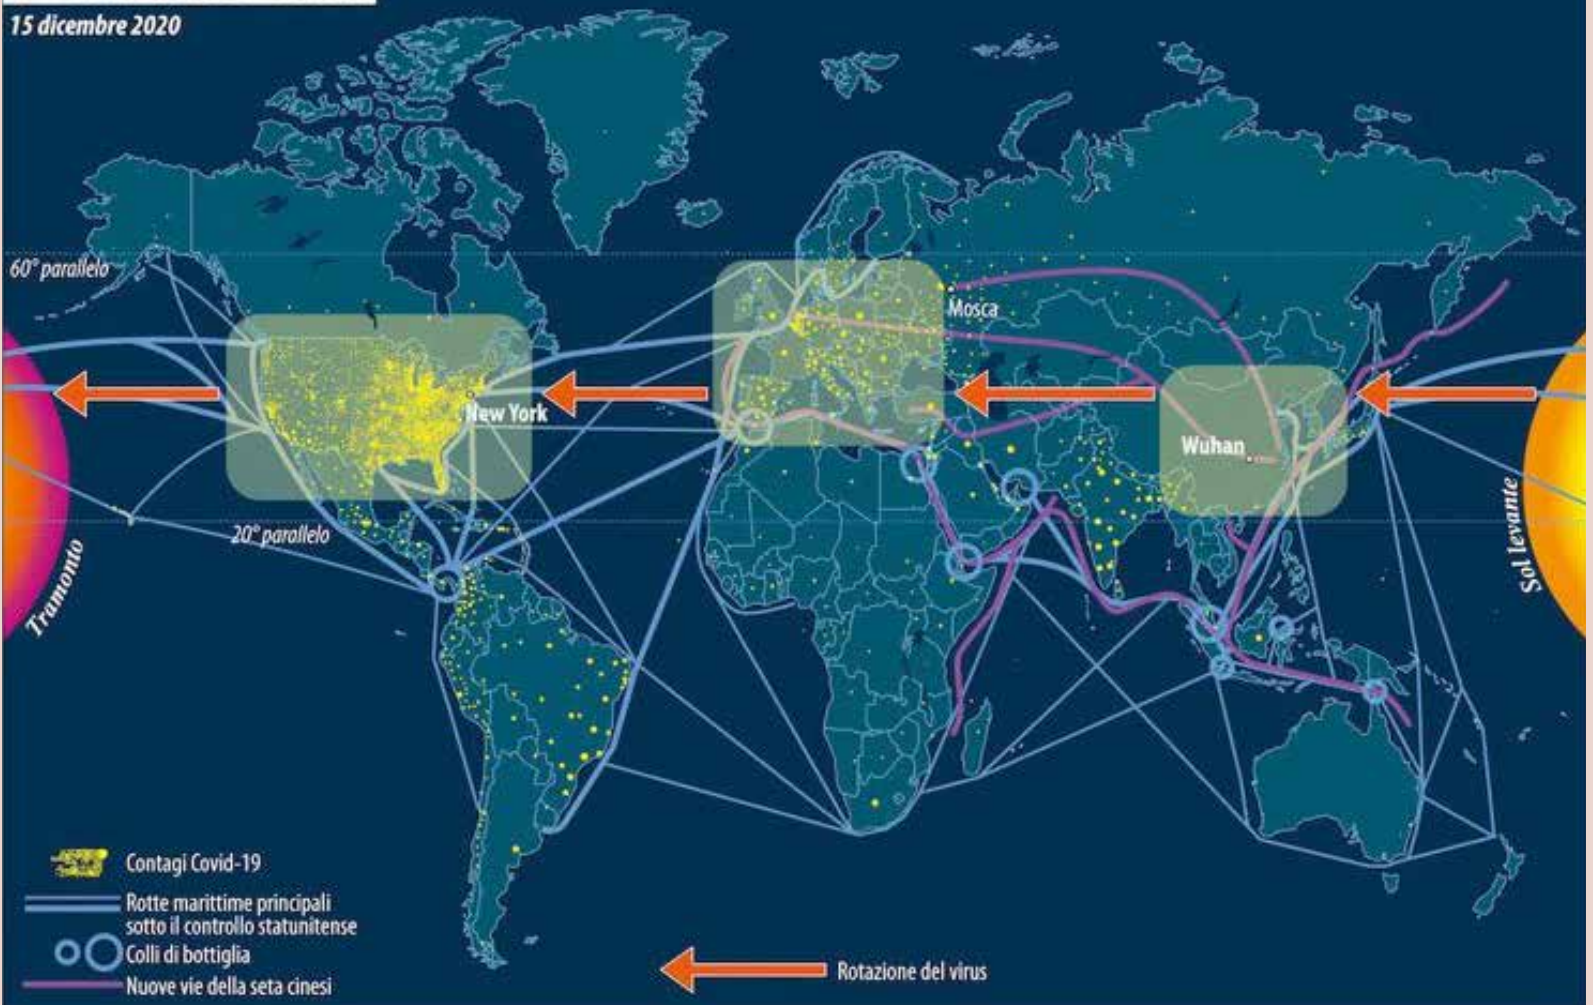 15 dicembre 2020
60° parallelo
Mosca
New York
Wuhan
20° parallelo
Tramonto
Sol levante
Contagi Covid-19
Rotte marittime principali
sotto il controllo statunitense
Colli di bottiglia
Nuove vie della seta cinesi
Rotazione del virus